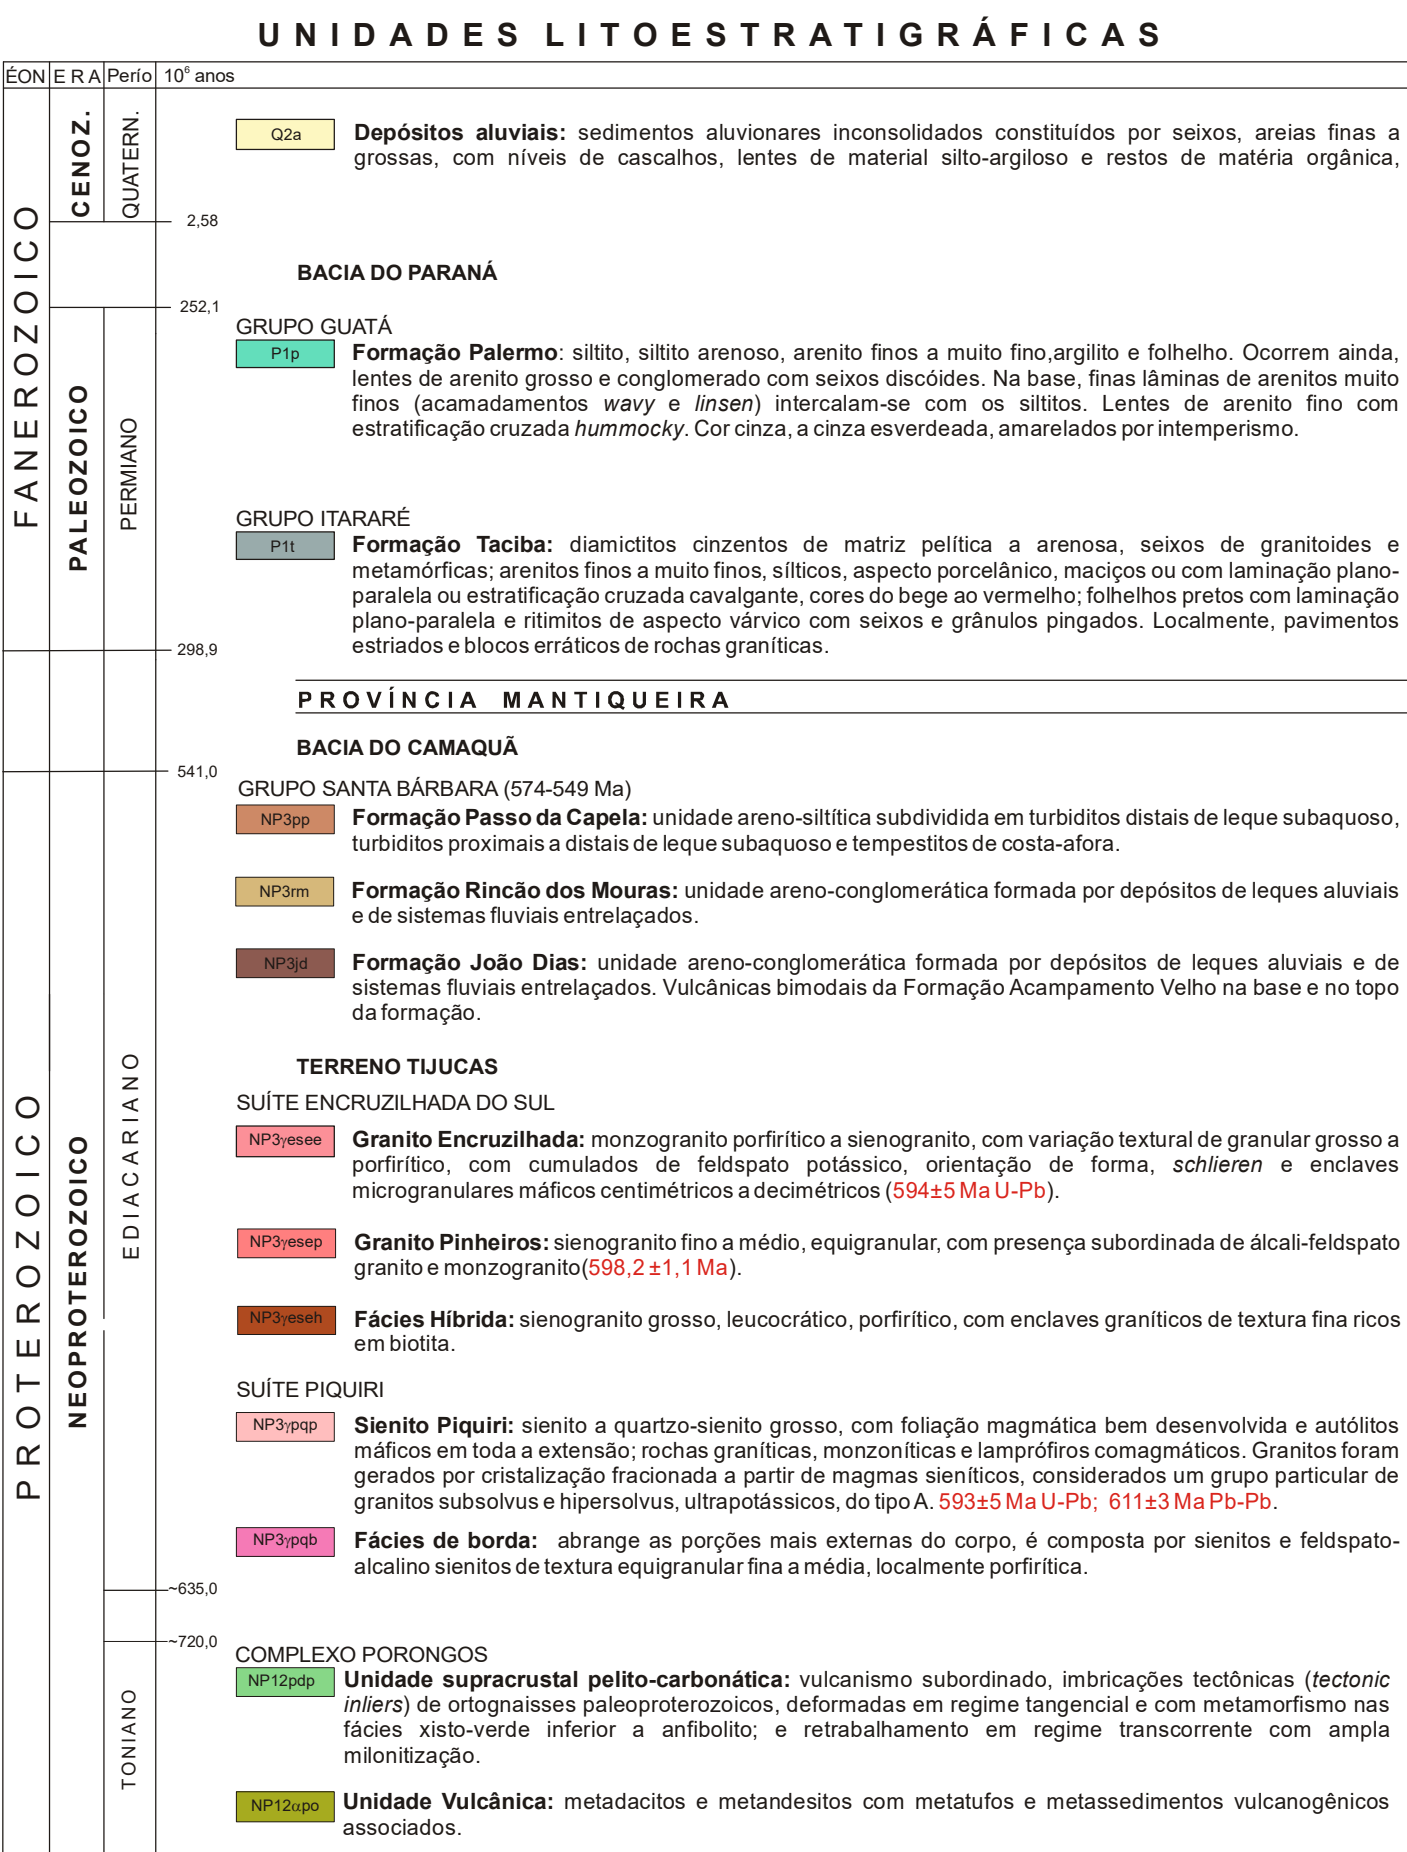 UNIDADES LITOESTRATIGRÁFICAS
ÉON ERA Perío 10⁶ anos
FANEROZOICO
CENOZ.
QUATERN.
Q2a
Depósitos aluviais: sedimentos aluvionares inconsolidados constituídos por seixos, areias finas a
grossas, com níveis de cascalhos, lentes de material silto-argiloso e restos de matéria orgânica,
2,58
BACIA DO PARANÁ
252,1
PALEOZOICO
PERMIANO
GRUPO GUATÁ
P1p
Formação Palermo: siltito, siltito arenoso, arenito finos a muito fino,argilito e folhelho. Ocorrem ainda,
lentes de arenito grosso e conglomerado com seixos discóides. Na base, finas lâminas de arenitos muito
finos (acamadamentos wavy e linsen) intercalam-se com os siltitos. Lentes de arenito fino com
estratificação cruzada hummocky. Cor cinza, a cinza esverdeada, amarelados por intemperismo.
GRUPO ITARARÉ
P1t
Formação Taciba: diamictitos cinzentos de matriz pelítica a arenosa, seixos de granitoides e
metamórficas; arenitos finos a muito finos, sílticos, aspecto porcelânico, maciços ou com laminação plano-
paralela ou estratificação cruzada cavalgante, cores do bege ao vermelho; folhelhos pretos com laminação
plano-paralela e ritimitos de aspecto várvico com seixos e grânulos pingados. Localmente, pavimentos
estriados e blocos erráticos de rochas graníticas.
298,9
PROVÍNCIA MANTIQUEIRA
BACIA DO CAMAQUÃ
541,0
PROTEROZOICO
NEOPROTEROZOICO
EDIACARIANO
GRUPO SANTA BÁRBARA (574-549 Ma)
NP3pp
Formação Passo da Capela: unidade areno-siltítica subdividida em turbiditos distais de leque subaquoso,
turbiditos proximais a distais de leque subaquoso e tempestitos de costa-afora.
NP3rm
Formação Rincão dos Mouras: unidade areno-conglomerática formada por depósitos de leques aluviais
e de sistemas fluviais entrelaçados.
NP3jd
Formação João Dias: unidade areno-conglomerática formada por depósitos de leques aluviais e de
sistemas fluviais entrelaçados. Vulcânicas bimodais da Formação Acampamento Velho na base e no topo
da formação.
TERRENO TIJUCAS
SUÍTE ENCRUZILHADA DO SUL
NP3γesee
Granito Encruzilhada: monzogranito porfirítico a sienogranito, com variação textural de granular grosso a
porfirítico, com cumulados de feldspato potássico, orientação de forma, schlieren e enclaves
microgranulares máficos centimétricos a decimétricos (594±5 Ma U-Pb).
NP3γesep
Granito Pinheiros: sienogranito fino a médio, equigranular, com presença subordinada de álcali-feldspato
granito e monzogranito(598,2 ±1,1 Ma).
NP3γeseh
Fácies Híbrida: sienogranito grosso, leucocrático, porfirítico, com enclaves graníticos de textura fina ricos
em biotita.
SUÍTE PIQUIRI
NP3γpqp
Sienito Piquiri: sienito a quartzo-sienito grosso, com foliação magmática bem desenvolvida e autólitos
máficos em toda a extensão; rochas graníticas, monzoníticas e lamprófiros comagmáticos. Granitos foram
gerados por cristalização fracionada a partir de magmas sieníticos, considerados um grupo particular de
granitos subsolvus e hipersolvus, ultrapotássicos, do tipo A. 593±5 Ma U-Pb; 611±3 Ma Pb-Pb.
NP3γpqb
Fácies de borda: abrange as porções mais externas do corpo, é composta por sienitos e feldspato-
alcalino sienitos de textura equigranular fina a média, localmente porfirítica.
~635,0
~720,0
TONIANO
COMPLEXO PORONGOS
NP12pdp
Unidade supracrustal pelito-carbonática: vulcanismo subordinado, imbricações tectônicas (tectonic
inliers) de ortognaisses paleoproterozoicos, deformadas em regime tangencial e com metamorfismo nas
fácies xisto-verde inferior a anfibolito; e retrabalhamento em regime transcorrente com ampla
milonitização.
NP12αpo
Unidade Vulcânica: metadacitos e metandesitos com metatufos e metassedimentos vulcanogênicos
associados.